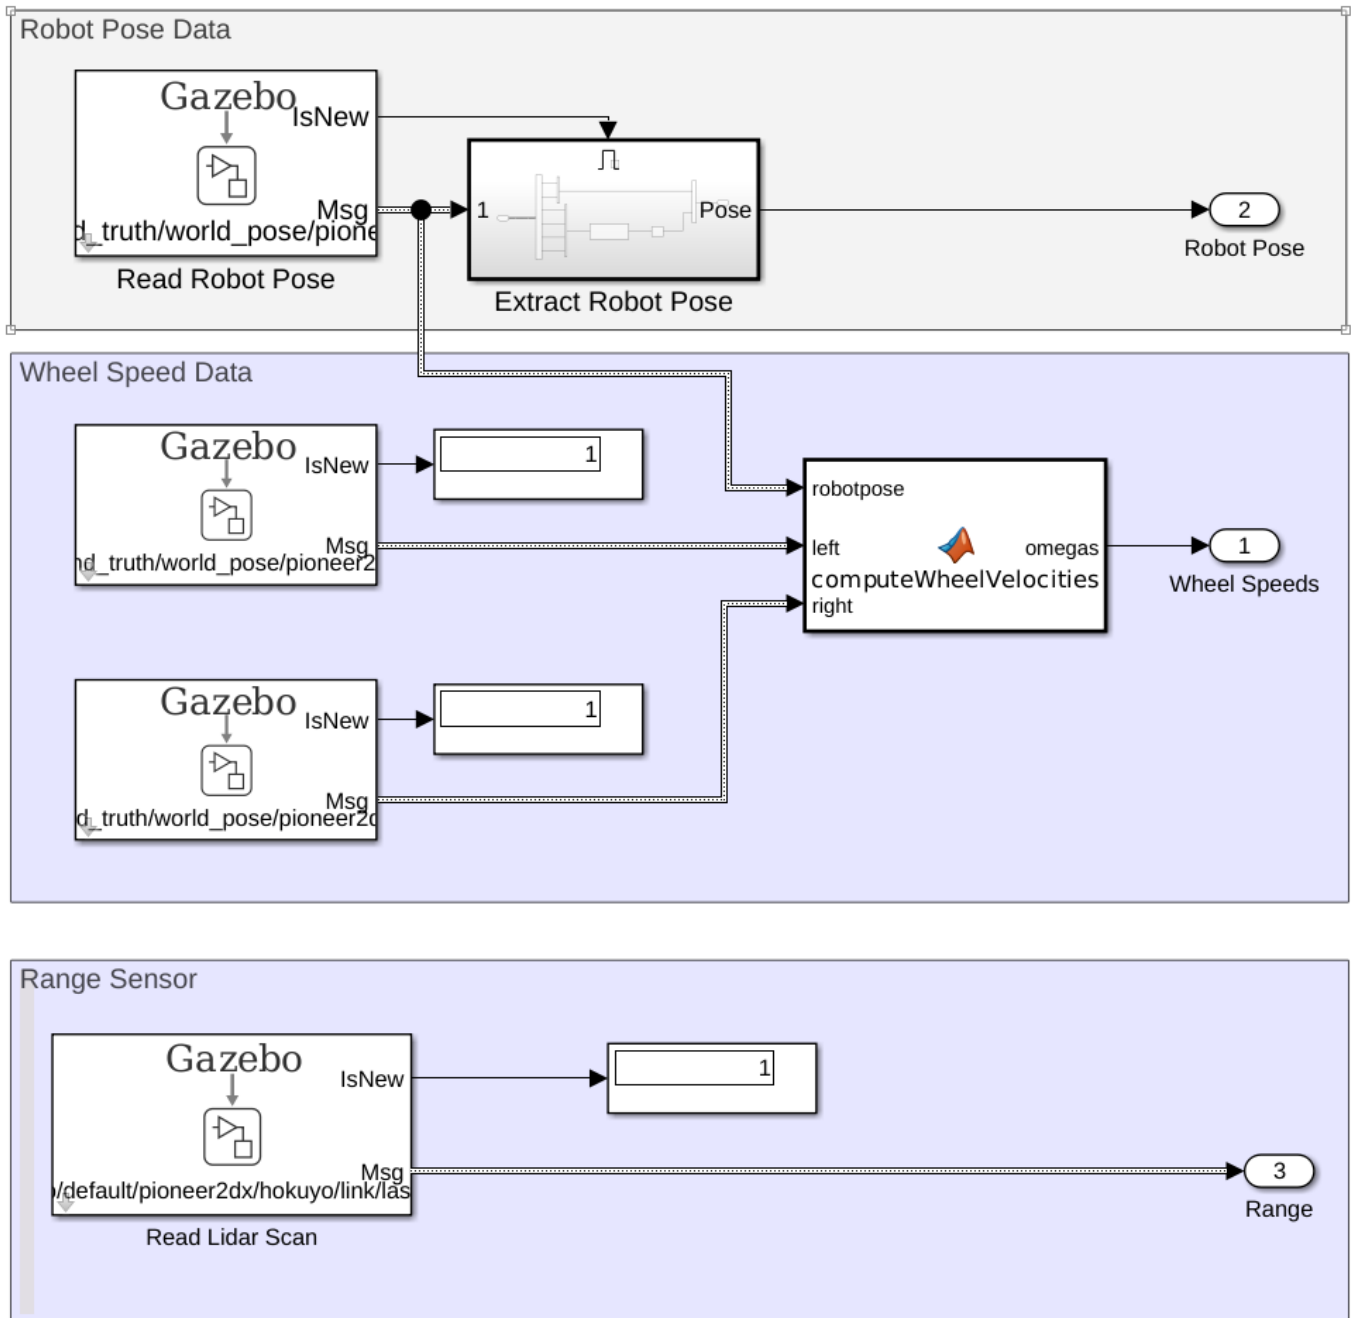 Robot Pose Data
Gazebo
IsNew
Msg
d_truth/world_pose/pione
Read Robot Pose
1
Pose
Extract Robot Pose
2
Robot Pose
Wheel Speed Data
Gazebo
IsNew
1
Msg
nd_truth/world_pose/pioneer2
robotpose
left
omegas
computeWheelVelocities
right
1
Wheel Speeds
Gazebo
IsNew
1
Msg
d_truth/world_pose/pioneer2d
Range Sensor
Gazebo
IsNew
1
Msg
/default/pioneer2dx/hokuyo/link/las
Read Lidar Scan
3
Range